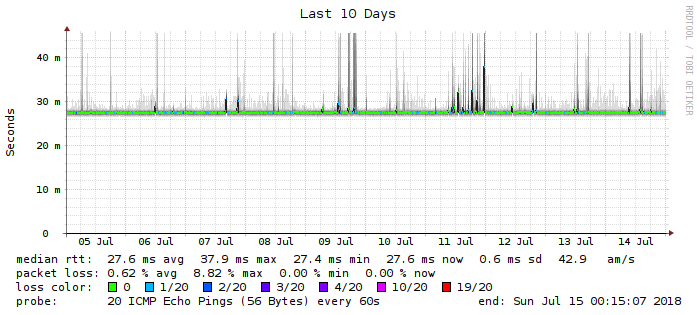 Last 10 Days
RRDTOOL / TOBI OETIKER
Seconds
40 m
30 m
20 m
10 m
0
05 Jul 06 Jul 07 Jul 08 Jul 09 Jul 10 Jul 11 Jul 12 Jul 13 Jul 14 Jul
median rtt: 27.6 ms avg 37.9 ms max 27.4 ms min 27.6 ms now 0.6 ms sd 42.9 am/s
packet loss: 0.62 % avg 8.82 % max 0.00 % min 0.00 % now
loss color: 0 1/20 2/20 3/20 4/20 10/20 19/20
probe: 20 ICMP Echo Pings (56 Bytes) every 60s end: Sun Jul 15 00:15:07 2018